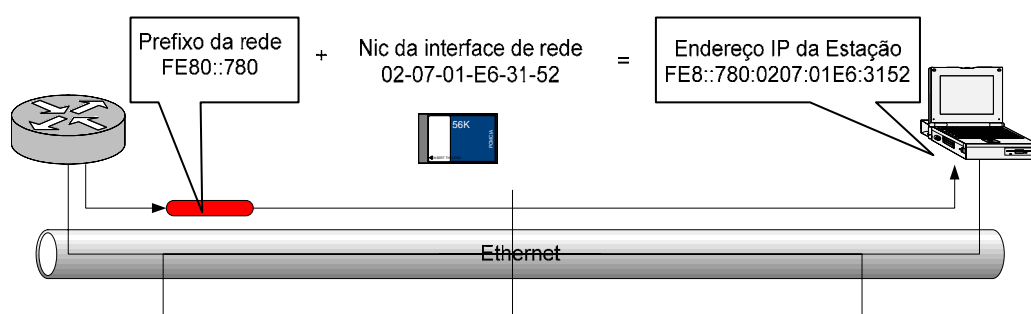 Prefixo da rede
FE80::780
+
Nic da interface de rede
02-07-01-E6-31-52
=
Endereço IP da Estação
FE8::780:0207:01E6:3152
56K
PCMCIA
Ethernet